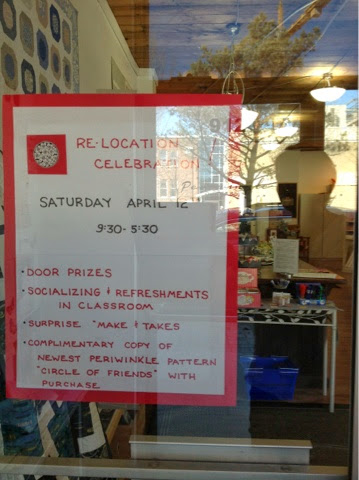 RE-LOCATION
CELEBRATION!
SATURDAY APRIL 12
9:30-5:30
• DOOR PRIZES
• SOCIALIZING & REFRESHMENTS
IN CLASSROOM
• SURPRISE "MAKE & TAKES
• COMPLIMENTARY COPY OF
NEWEST PERIWINKLE PATTERN
"CIRCLE OF FRIENDS" WITH
PURCHASE